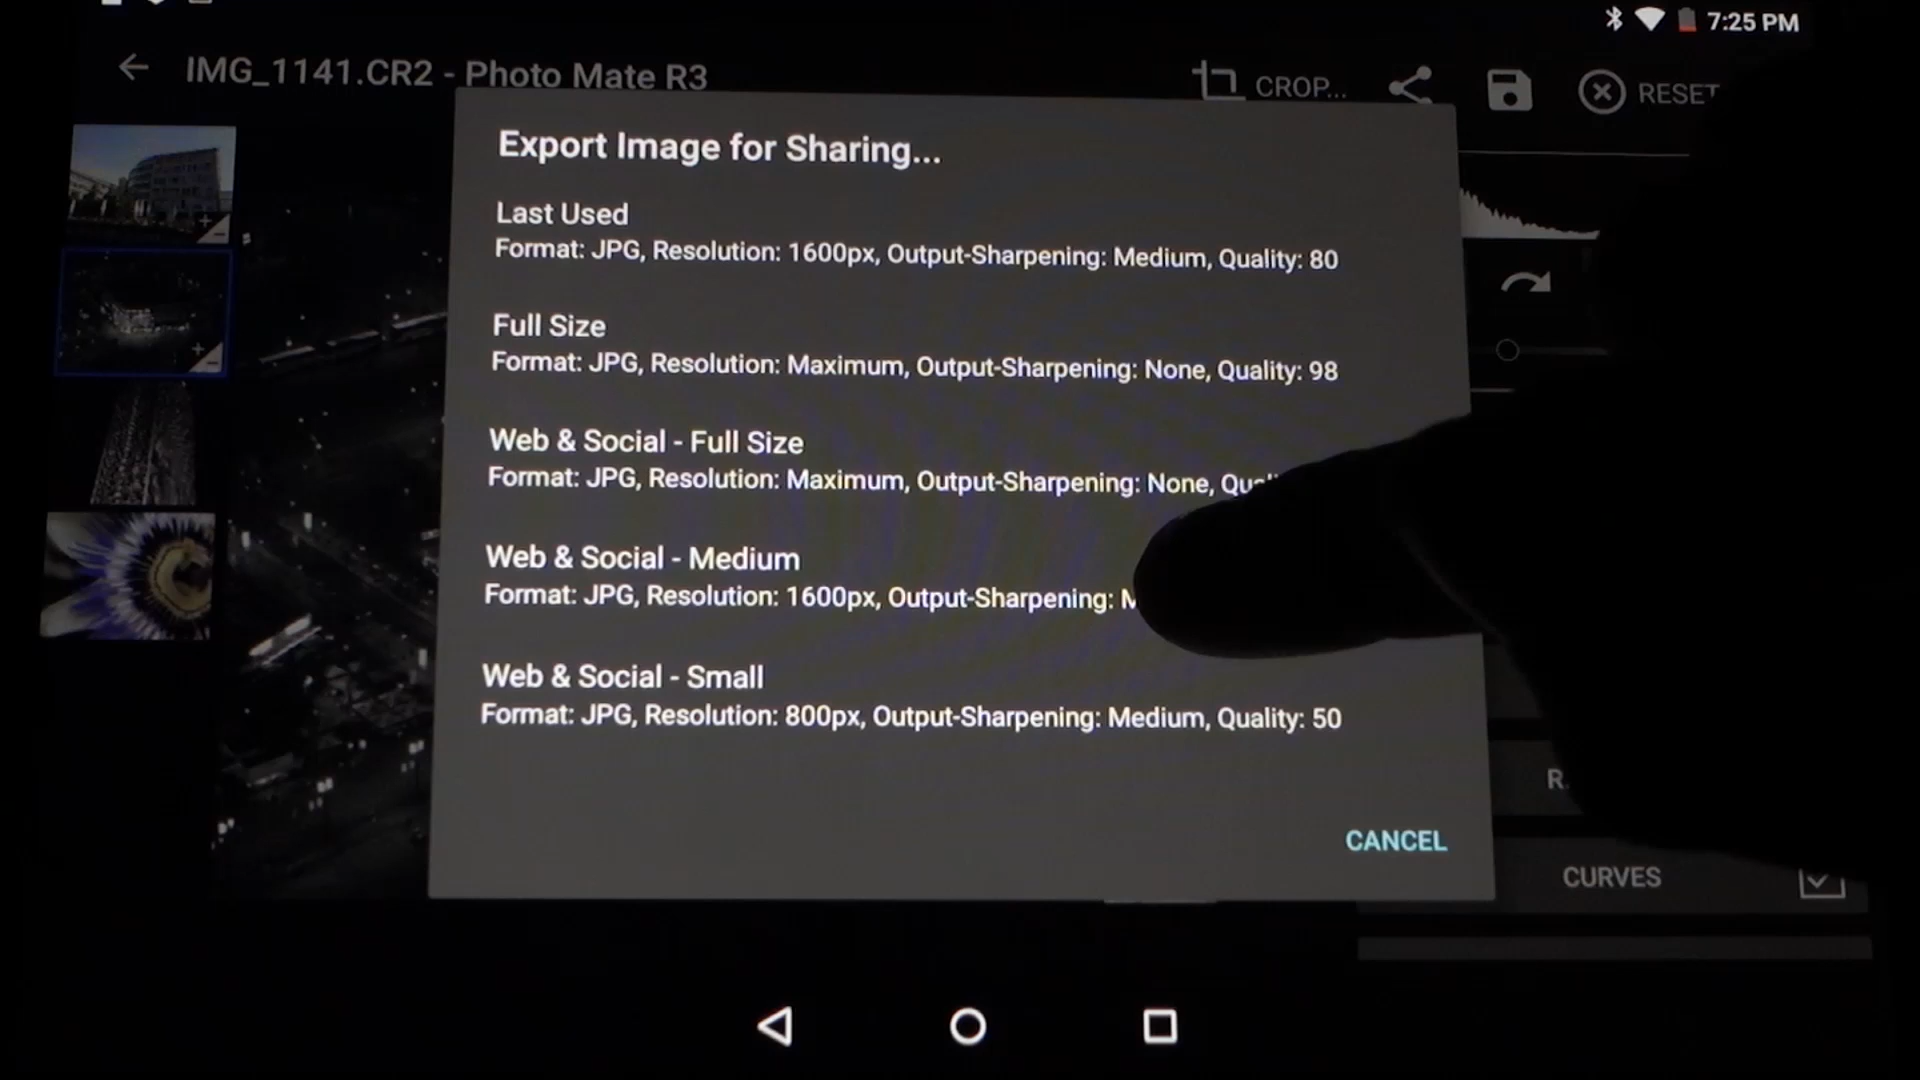 7:25 PM
IMG_1141.CR2 - Photo Mate R3
CROP...
RESET
Export Image for Sharing...
Last Used
Format: JPG, Resolution: 1600px, Output-Sharpening: Medium, Quality: 80
Full Size
Format: JPG, Resolution: Maximum, Output-Sharpening: None, Quality: 98
Web & Social - Full Size
Format: JPG, Resolution: Maximum, Output-Sharpening: None,
Web & Social - Medium
Format: JPG, Resolution: 1600px, Output-Sharpening:
Web & Social - Small
Format: JPG, Resolution: 800px, Output-Sharpening: Medium, Quality: 50
CANCEL
CURVES